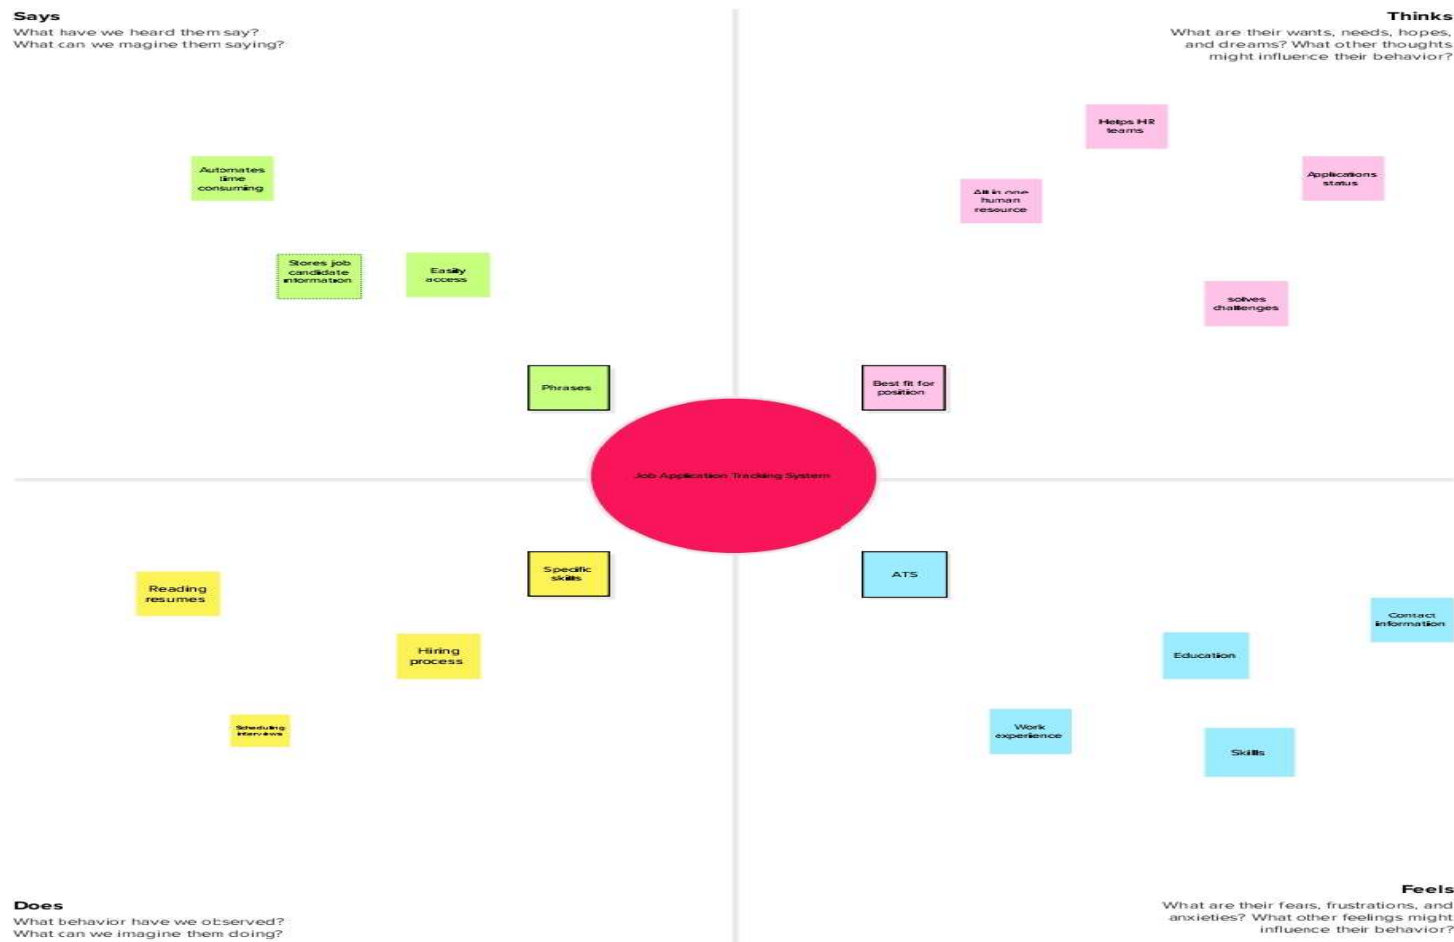 Says
What have we heard them say?
What can we magine them saying?
Thinks
What are their wants, needs, hopes,
and dreams? What other thoughts
might influence their behavior?
Automates
time
consuming
Stores job
candidate
information
Easily
access
Phrases
Helps HR
teams
All in one
human
resource
Applications
status
solves
challenges
Best fit for
position
Job Application Tracking System
Reading
resumes
Specific
skills
Hiring
process
Scheduling
interviews
ATS
Contact
information
Education
Work
experience
Skills
Does
What behavior have we observed?
What can we imagine them doing?
Feels
What are their fears, frustrations, and
anxieties? What other feelings might
influence their behavior?